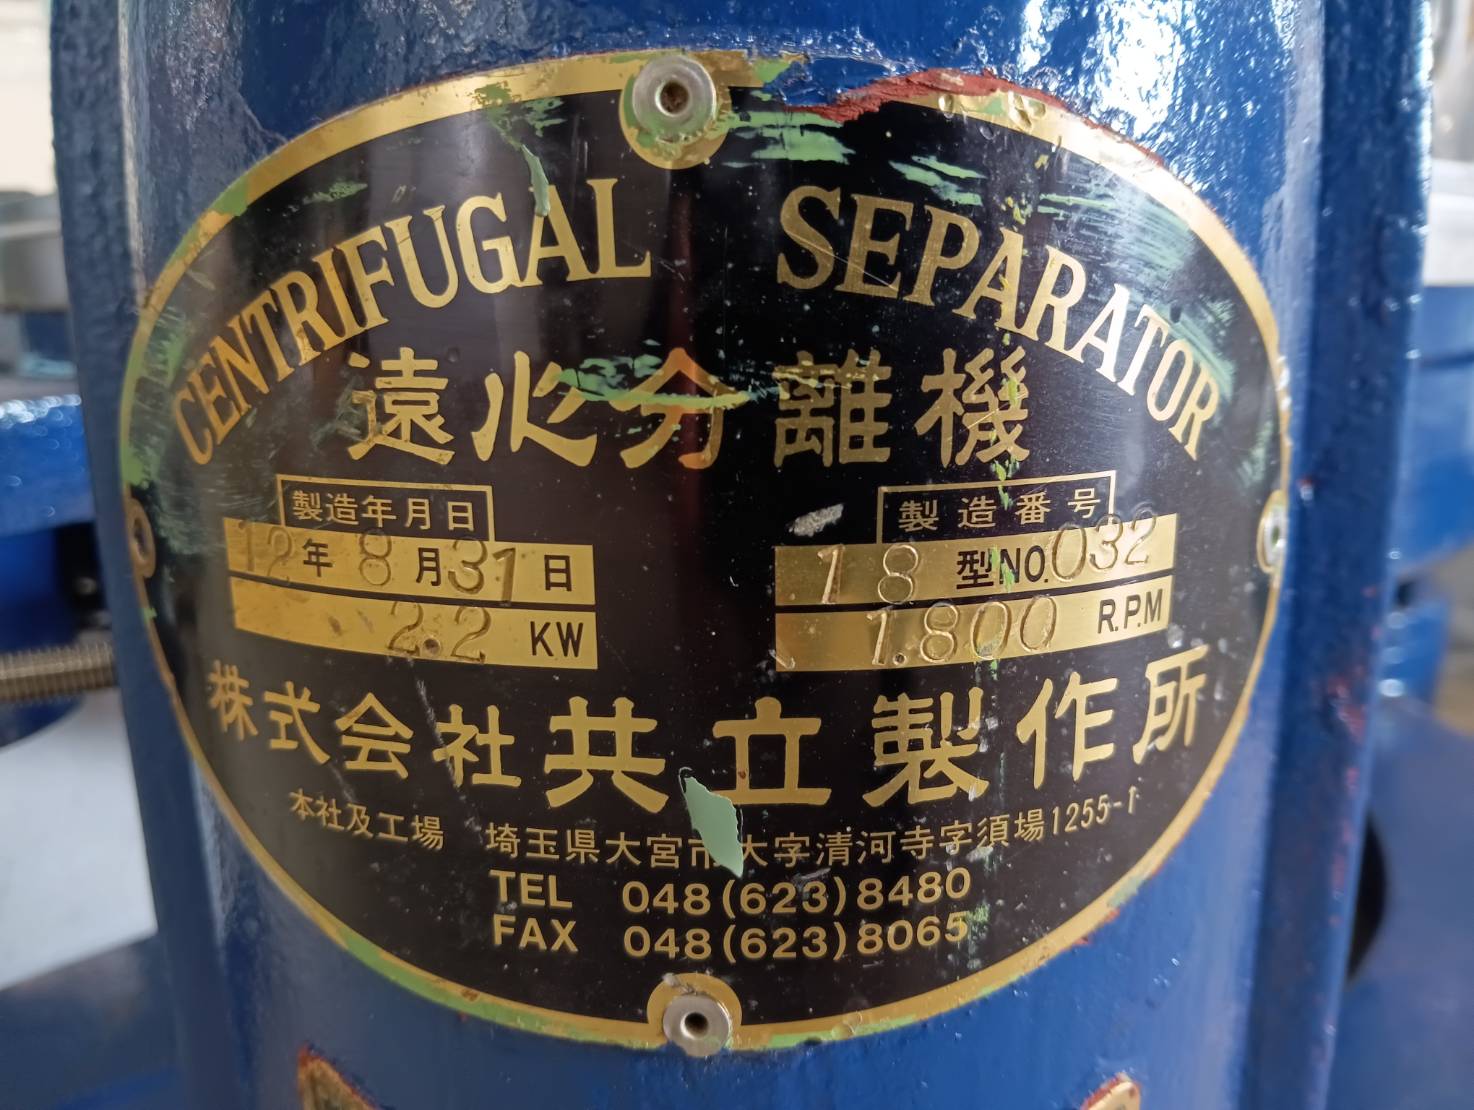 CENTRIFUGAL SEPARATOR
遠心分離機
製造年月日
12年8月31日
2.2 KW
製造番号
18型NO.032
1.800 R.P.M
株式会社共立製作所
本社及工場 埼玉県大宮市大字清河寺字須場1255-1
TEL 048(623)8480
FAX 048(623)8065